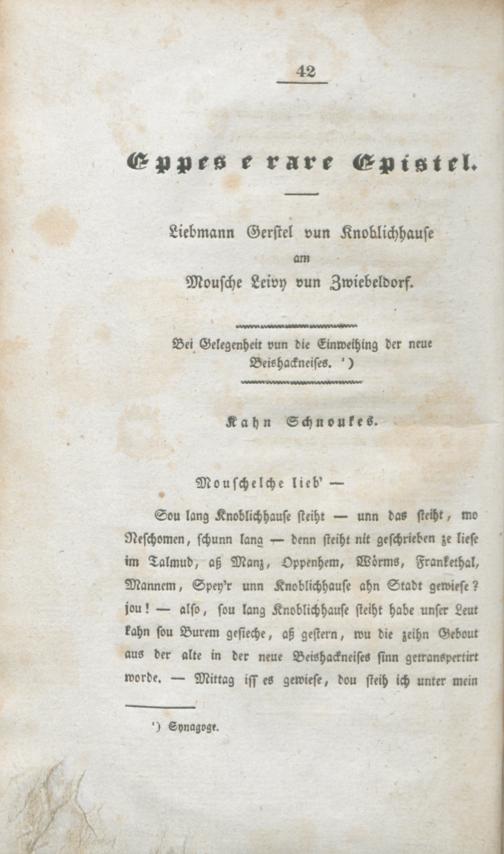 42
Eppes e rare Epistel.
Liebmann Gerstel vun Knoblichhause
am
Mousche Leivy vun Zwiebeldorf.
Bei Gelegenheit vun die Einweihing der neue
Beishackneises. ¹)
Kahn Schnoukes.
Mouschelche lieb' —
Sou lang Knoblichhause steiht — unn das steiht, mo
Neschomen, schunn lang — denn steiht nit geschrieben ze liese
im Talmud, aß Manz, Oppenhem, Wörms, Frankethal,
Mannem, Spey'r unn Knoblichhause ahn Stadt gewiese?
jou! — also, sou lang Knoblichhause steiht habe unser Leut
kahn sou Burem gesieche, aß gestern, wu die zeihn Gebout
aus der alte in der neue Beishackneises sinn getranspertirt
worde. — Mittag iss es gewiese, dou steih ich unter mein
¹) Synagoge.